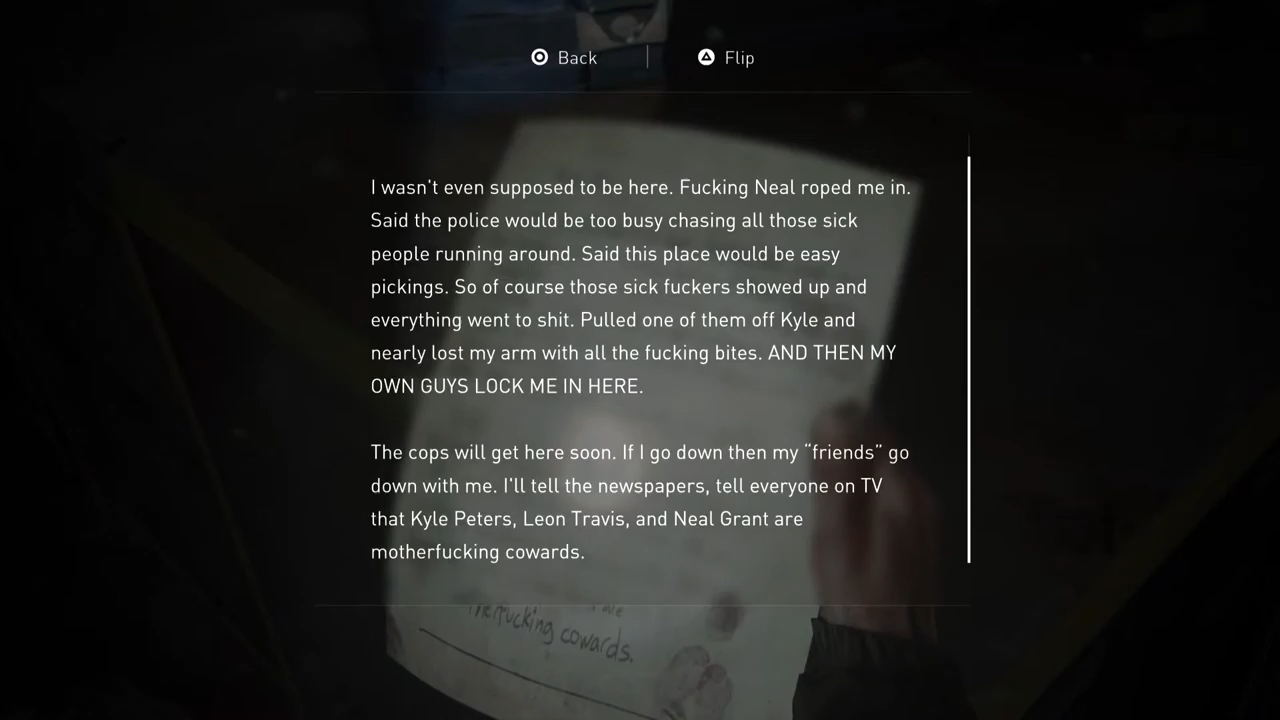 Back
Flip
I wasn't even supposed to be here. Fucking Neal roped me in.
Said the police would be too busy chasing all those sick
people running around. Said this place would be easy
pickings. So of course those sick fuckers showed up and
everything went to shit. Pulled one of them off Kyle and
nearly lost my arm with all the fucking bites. AND THEN MY
OWN GUYS LOCK ME IN HERE.
The cops will get here soon. If I go down then my “friends” go
down with me. I'll tell the newspapers, tell everyone on TV
that Kyle Peters, Leon Travis, and Neal Grant are
motherfucking cowards.
cowards.